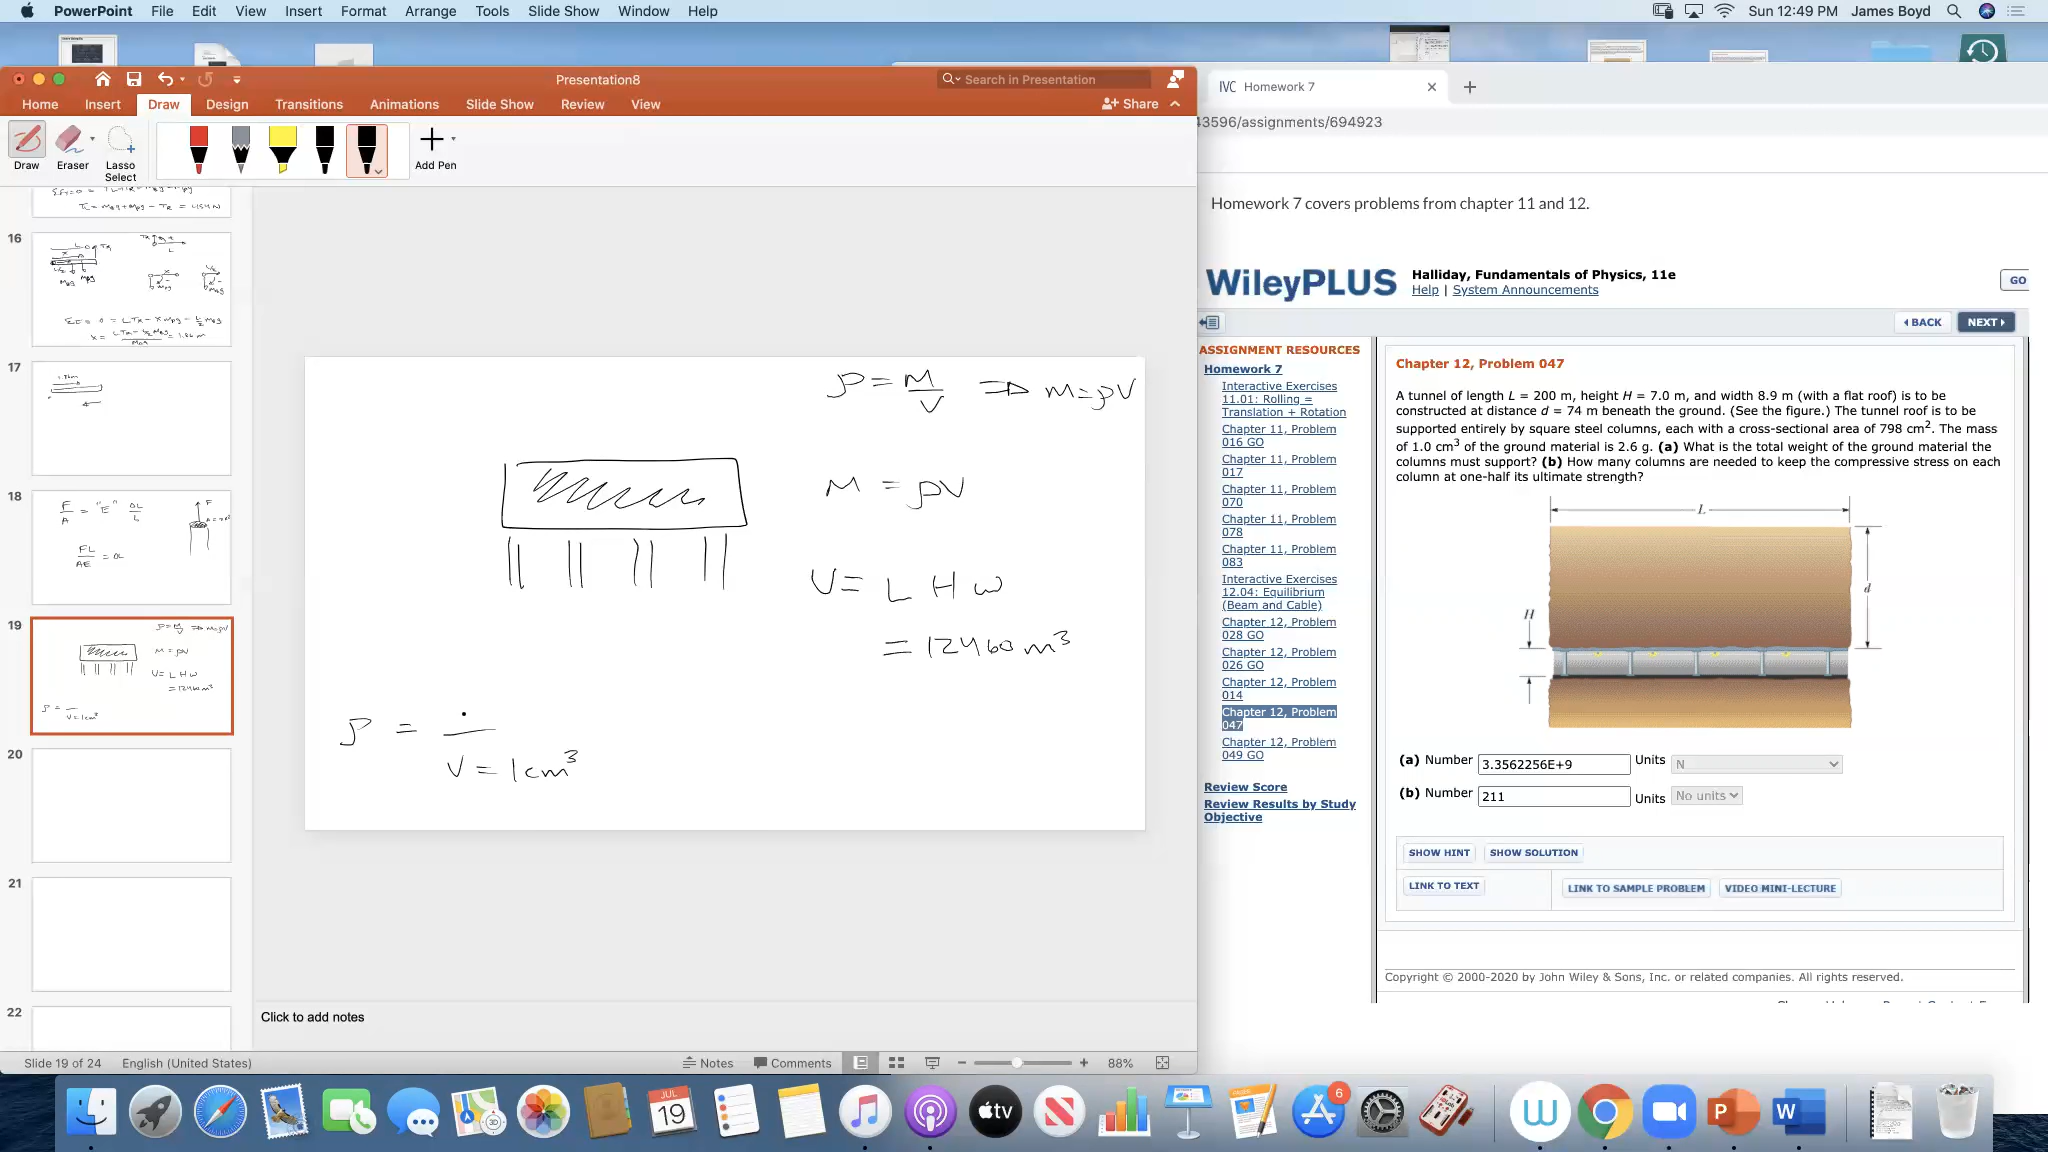 PowerPoint File Edit View Insert Format Arrange Tools Slide Show Window Help Sun 12:49 PM James Boyd
Presentation8
Search in Presentation
Home Insert Draw Design Transitions Animations Slide Show Review View Share
Draw Eraser Lasso Select Add Pen
16
17
18
F/A = "E" ΔL/L
FL/AE = ΔL
19
20
21
22
ρ = M/V ⇒ m = ρV
M = ρV
V = L H w
= 12460 m³
ρ = —
V = 1 cm³
Click to add notes
Slide 19 of 24 English (United States) Notes Comments 88%
IVC Homework 7
43596/assignments/694923
Homework 7 covers problems from chapter 11 and 12.
WileyPLUS
Halliday, Fundamentals of Physics, 11e
Help | System Announcements
GO
BACK NEXT
ASSIGNMENT RESOURCES
Homework 7
Interactive Exercises
11.01: Rolling =
Translation + Rotation
Chapter 11, Problem
016 GO
Chapter 11, Problem
017
Chapter 11, Problem
070
Chapter 11, Problem
078
Chapter 11, Problem
083
Interactive Exercises
12.04: Equilibrium
(Beam and Cable)
Chapter 12, Problem
028 GO
Chapter 12, Problem
026 GO
Chapter 12, Problem
014
Chapter 12, Problem
047
Chapter 12, Problem
049 GO
Review Score
Review Results by Study
Objective
Chapter 12, Problem 047
A tunnel of length L = 200 m, height H = 7.0 m, and width 8.9 m (with a flat roof) is to be
constructed at distance d = 74 m beneath the ground. (See the figure.) The tunnel roof is to be
supported entirely by square steel columns, each with a cross-sectional area of 798 cm². The mass
of 1.0 cm³ of the ground material is 2.6 g. (a) What is the total weight of the ground material the
columns must support? (b) How many columns are needed to keep the compressive stress on each
column at one-half its ultimate strength?
L
d
H
(a) Number 3.3562256E+9 Units N
(b) Number 211 Units No units
SHOW HINT SHOW SOLUTION
LINK TO TEXT LINK TO SAMPLE PROBLEM VIDEO MINI-LECTURE
Copyright © 2000-2020 by John Wiley & Sons, Inc. or related companies. All rights reserved.
JUL
19
tv
6